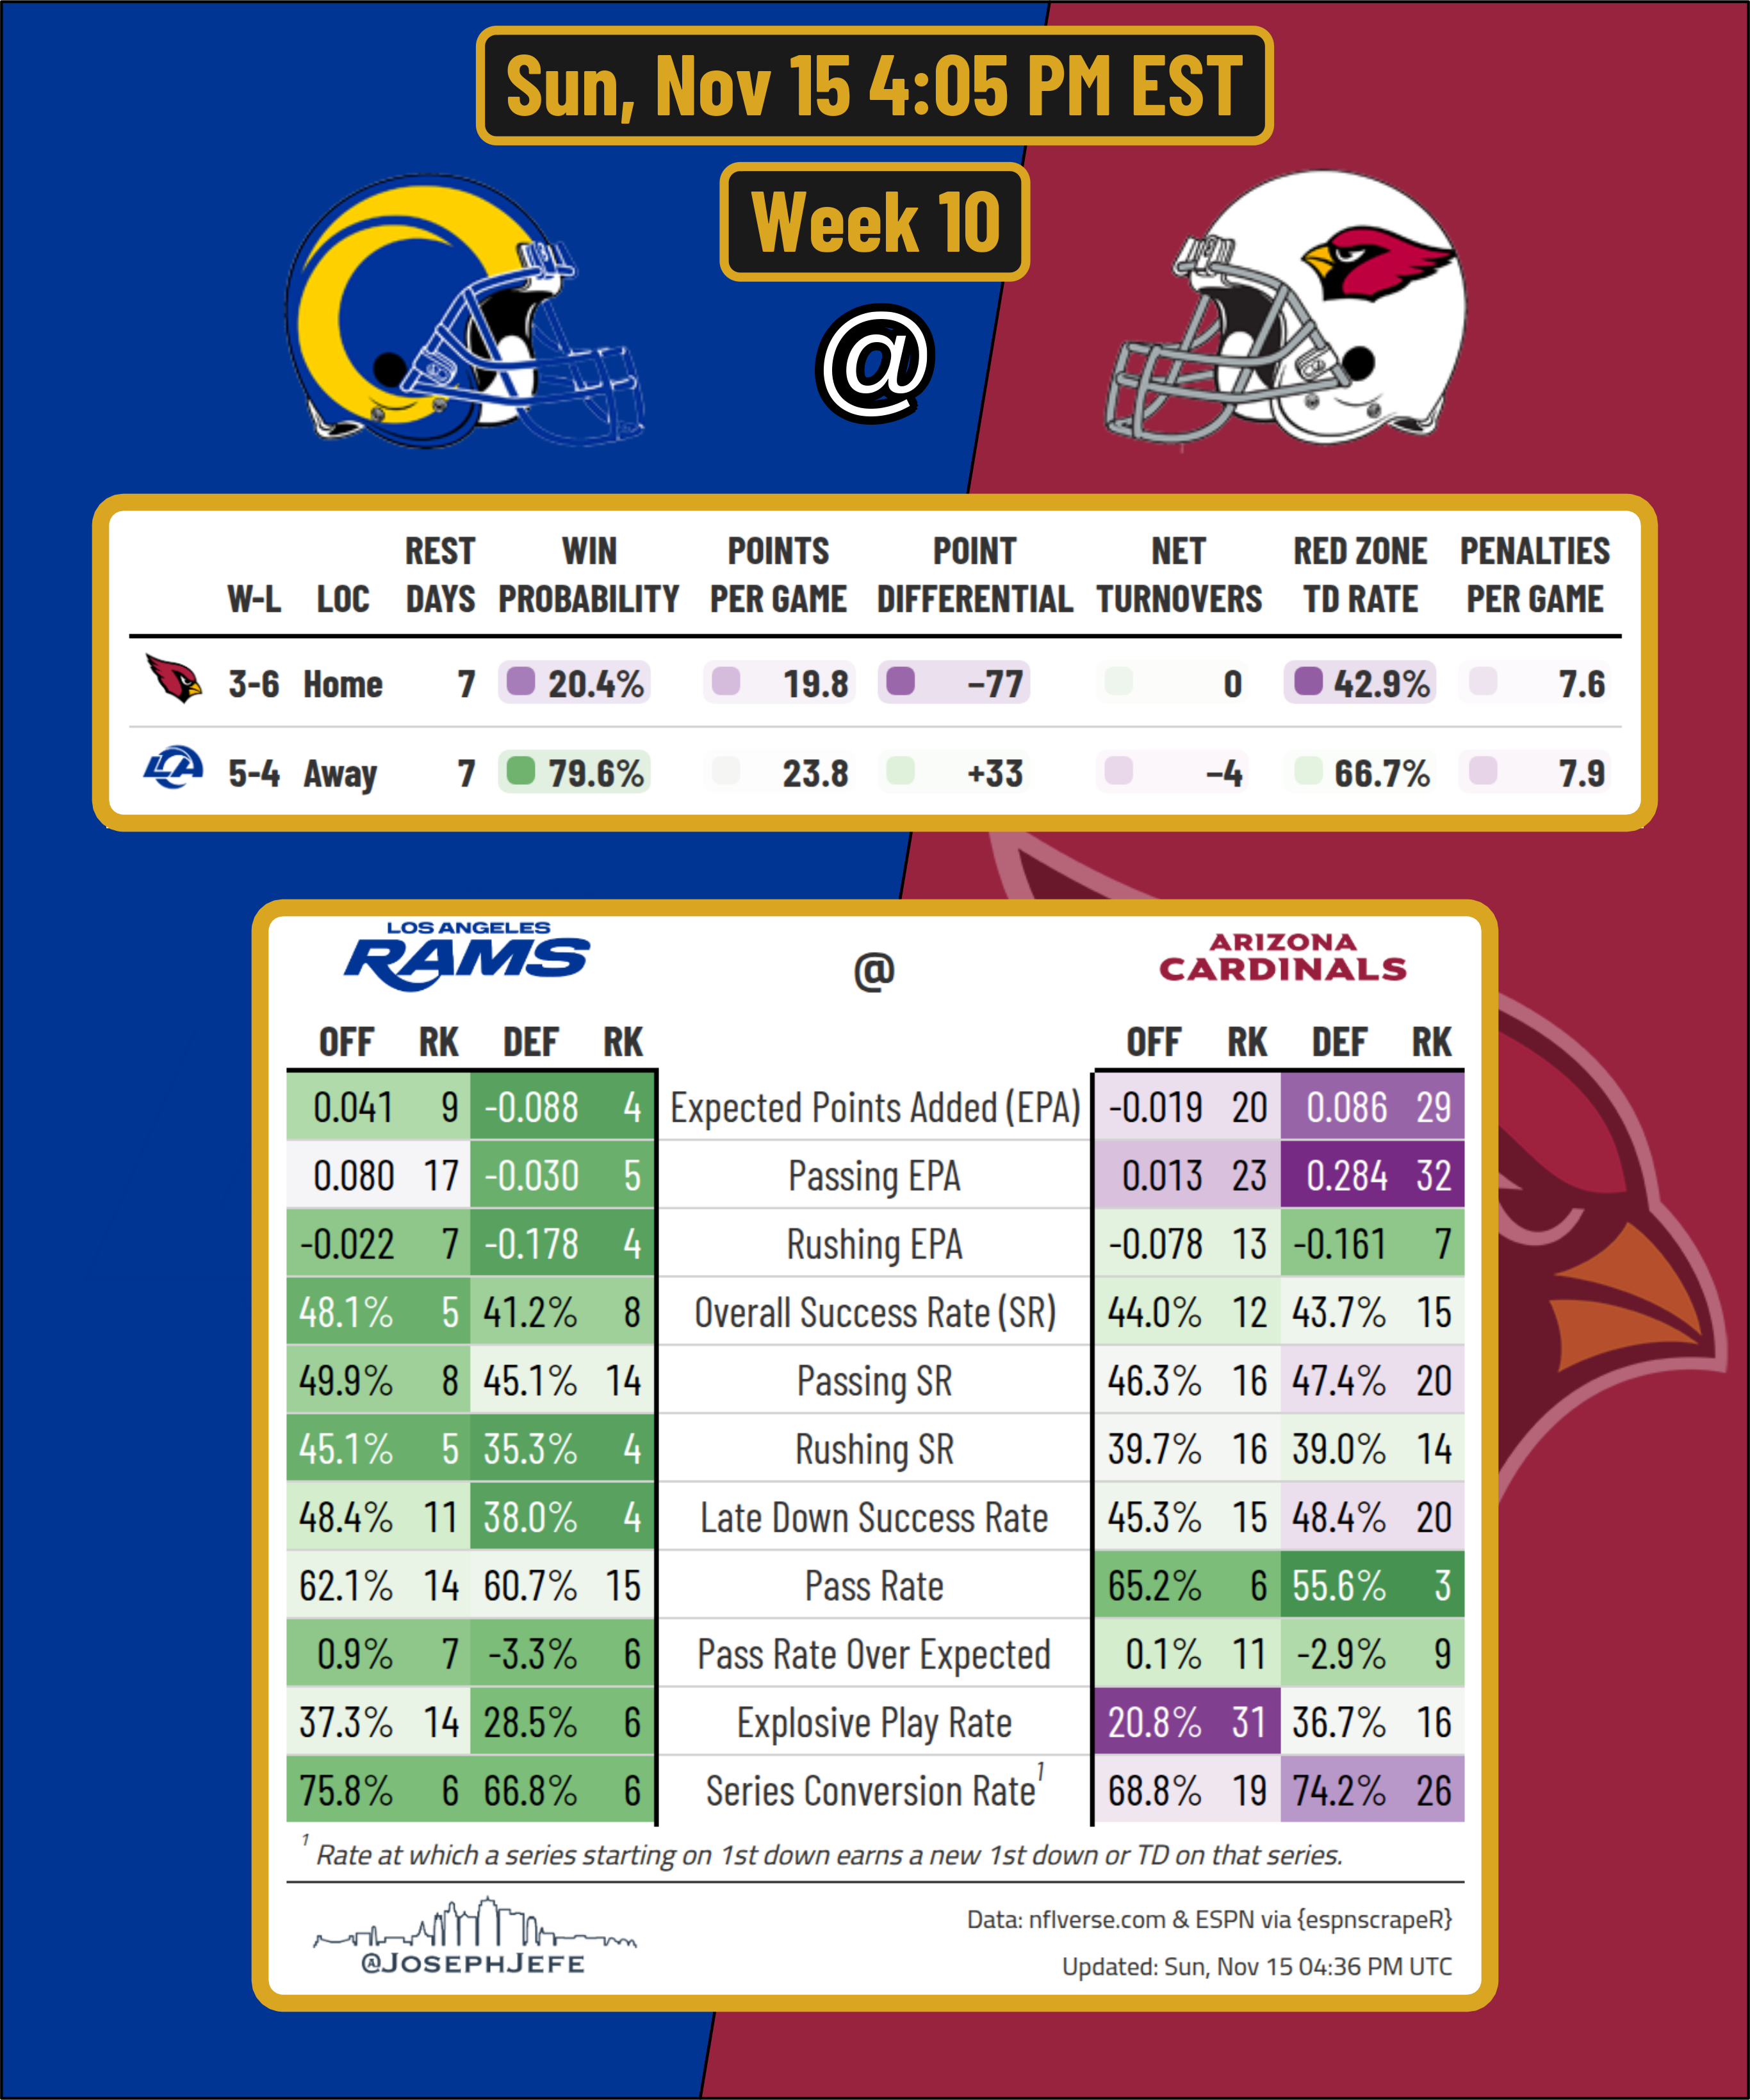 Sun, Nov 15 4:05 PM EST
Week 10
@
W-L LOC REST DAYS WIN PROBABILITY POINTS PER GAME POINT DIFFERENTIAL NET TURNOVERS RED ZONE TD RATE PENALTIES PER GAME
3-6 Home 7 20.4% 19.8 −77 0 42.9% 7.6
LA 5-4 Away 7 79.6% 23.8 +33 −4 66.7% 7.9
LOS ANGELES RAMS @ ARIZONA CARDINALS
OFF RK DEF RK OFF RK DEF RK
0.041 9 -0.088 4 Expected Points Added (EPA) -0.019 20 0.086 29
0.080 17 -0.030 5 Passing EPA 0.013 23 0.284 32
-0.022 7 -0.178 4 Rushing EPA -0.078 13 -0.161 7
48.1% 5 41.2% 8 Overall Success Rate (SR) 44.0% 12 43.7% 15
49.9% 8 45.1% 14 Passing SR 46.3% 16 47.4% 20
45.1% 5 35.3% 4 Rushing SR 39.7% 16 39.0% 14
48.4% 11 38.0% 4 Late Down Success Rate 45.3% 15 48.4% 20
62.1% 14 60.7% 15 Pass Rate 65.2% 6 55.6% 3
0.9% 7 -3.3% 6 Pass Rate Over Expected 0.1% 11 -2.9% 9
37.3% 14 28.5% 6 Explosive Play Rate 20.8% 31 36.7% 16
75.8% 6 66.8% 6 Series Conversion Rate¹ 68.8% 19 74.2% 26
¹ Rate at which a series starting on 1st down earns a new 1st down or TD on that series.
@JOSEPHJEFE
Data: nflverse.com & ESPN via {espnscrapeR}
Updated: Sun, Nov 15 04:36 PM UTC